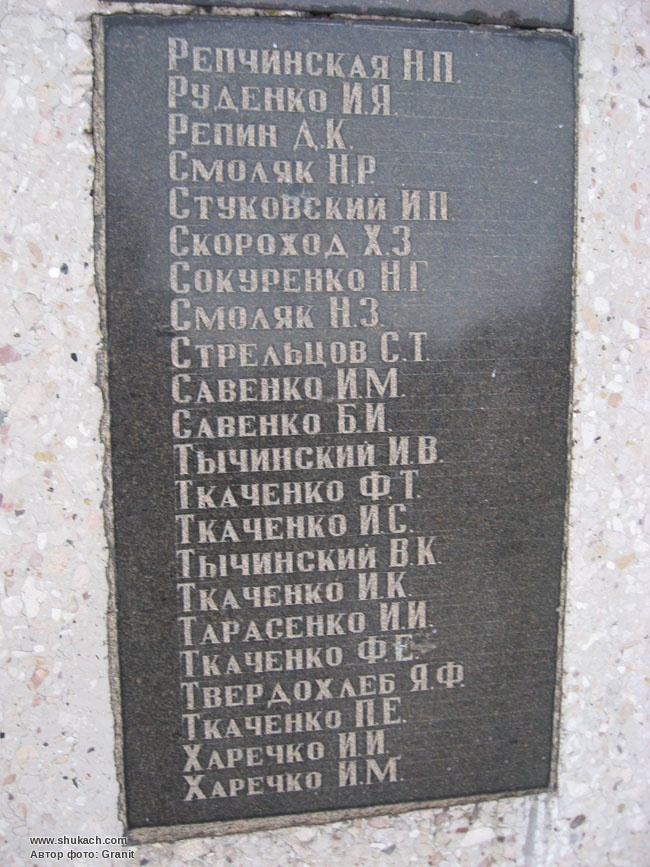 Репчинская Н.П.
Руденко И.Я.
Репин Д.К.
Смоляк Н.Р.
Стуковский И.П.
Скороход Х.З.
Сокуренко Н.Г.
Смоляк Н.З.
Стрельцов С.Т.
Савенко И.М.
Савенко Б.И.
Тычинский И.В.
Ткаченко Ф.Т.
Ткаченко И.С.
Тычинский В.К.
Ткаченко И.К.
Тарасенко И.И.
Ткаченко Ф.Е.
Твердохлеб Я.Ф.
Ткаченко П.Е.
Харечко И.И.
Харечко И.М.
www.shukach.com
Автор фото: Granit